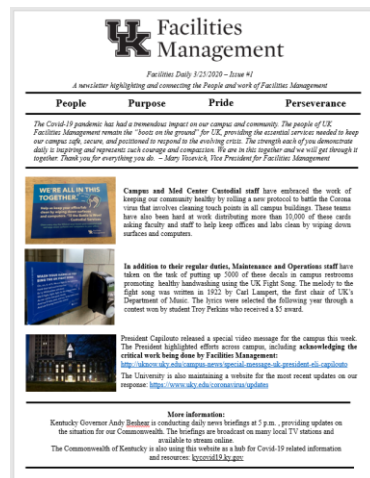 UK
Facilities
Management
Facilities Daily 3/25/2020 – Issue #1
A newsletter highlighting and connecting the People and work of Facilities Management
People Purpose Pride Perseverance
The Covid-19 pandemic has had a tremendous impact on our campus and community. The people of UK
Facilities Management remain the "boots on the ground" for UK, providing the essential services needed to keep
our campus safe, secure, and positioned to respond to the evolving crisis. The strength each of you demonstrate
daily is inspiring and represents such courage and compassion. We are in this together and we will get through it
together. Thank you for everything you do. – Mary Vosevich, Vice President for Facilities Management
WE'RE ALL IN THIS
TOGETHER.
Campus and Med Center Custodial staff have embraced the work of
keeping our community healthy by rolling a new protocol to battle the Corona
virus that involves cleaning touch points in all campus buildings. These teams
have also been hard at work distributing more than 10,000 of these cards
asking faculty and staff to help keep offices and labs clean by wiping down
surfaces and computers.
In addition to their regular duties, Maintenance and Operations staff have
taken on the task of putting up 5000 of these decals in campus restrooms
promoting healthy handwashing using the UK Fight Song. The melody to the
fight song was written in 1922 by Carl Lampert, the first chair of UK's
Department of Music. The lyrics were selected the following year through a
contest won by student Troy Perkins who received a $5 award.
President Capilouto released a special video message for the campus this week.
The President highlighted efforts across campus, including acknowledging the
critical work being done by Facilities Management:
http://uknow.uky.edu/campus-news/special-message-uk-president-eli-capilouto
The University is also maintaining a website for the most recent updates on our
response: https://www.uky.edu/coronavirus/updates
More information:
Kentucky Governor Andy Beshear is conducting daily news briefings at 5 p.m. , providing updates on
the situation for our Commonwealth. The briefings are broadcast on many local TV stations and
available to stream online.
The Commonwealth of Kentucky is also using this website as a hub for Covid-19 related information
and resources: kycovid19.ky.gov